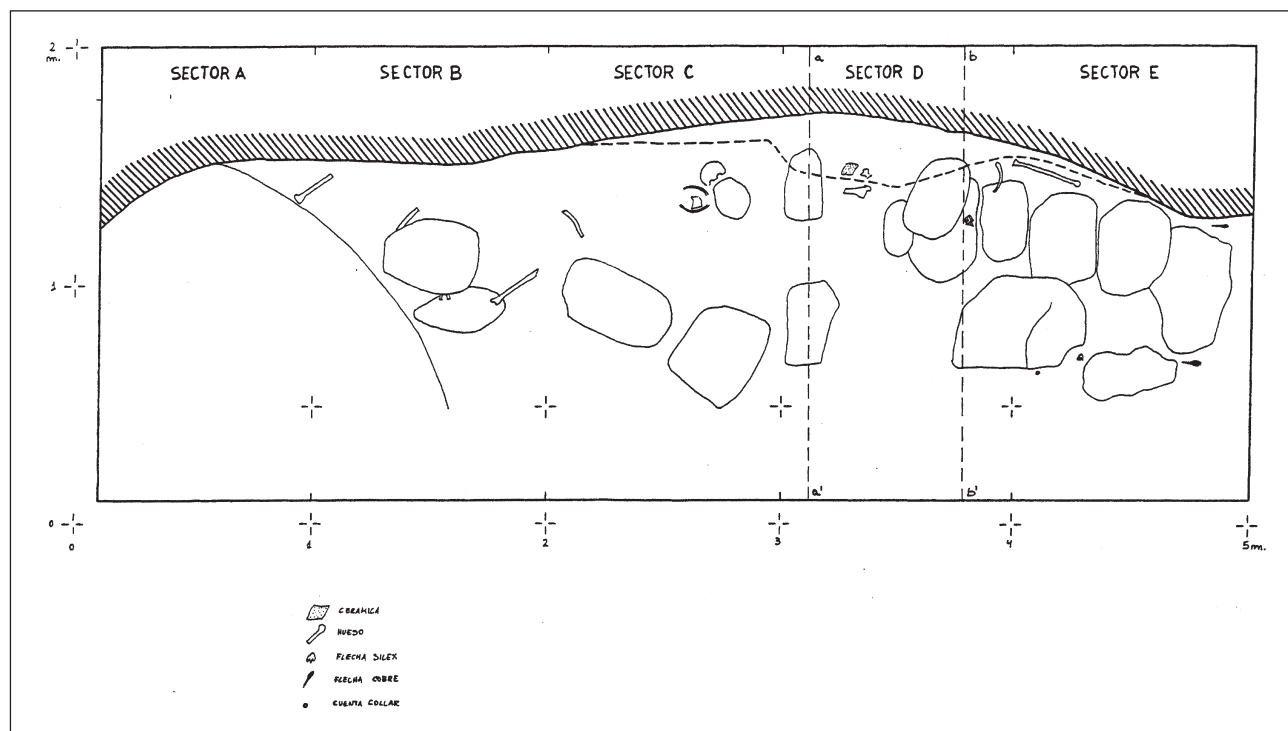 2
m.
SECTOR A
SECTOR B
SECTOR C
a
SECTOR D
b
SECTOR E
1
a'
b'
0
0
1
2
3
4
5m.
CERAMICA
HUESO
FLECHA SILEX
FLECHA COBRE
CUENTA COLLAR